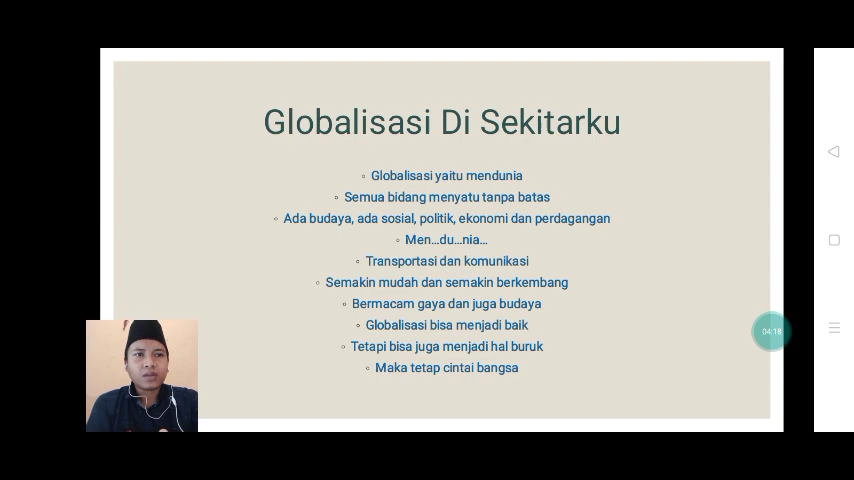 Globalisasi Di Sekitarku
◦ Globalisasi yaitu mendunia
◦ Semua bidang menyatu tanpa batas
◦ Ada budaya, ada sosial, politik, ekonomi dan perdagangan
◦ Men...du...nia...
◦ Transportasi dan komunikasi
◦ Semakin mudah dan semakin berkembang
◦ Bermacam gaya dan juga budaya
◦ Globalisasi bisa menjadi baik
◦ Tetapi bisa juga menjadi hal buruk
◦ Maka tetap cintai bangsa
04:18